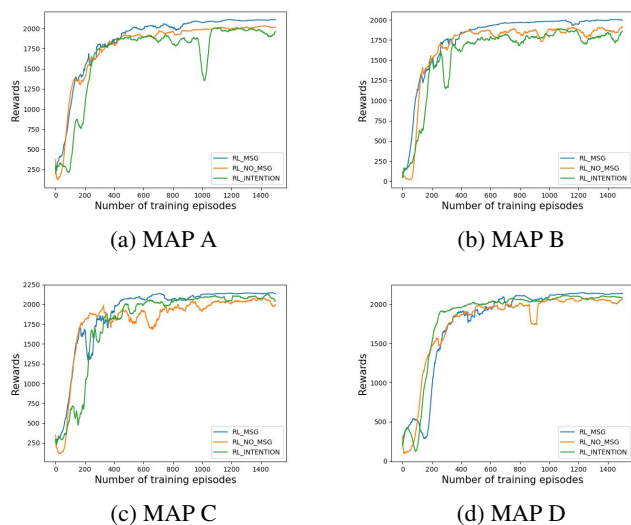 2000
1750
1500
1250
1000
750
500
250
Rewards
RL_MSG
RL_NO_MSG
RL_INTENTION
0 200 400 600 800 1000 1200 1400
Number of training episodes
(a) MAP A
2000
1750
1500
1250
1000
750
500
250
0
Rewards
RL_MSG
RL_NO_MSG
RL_INTENTION
0 200 400 600 800 1000 1200 1400
Number of training episodes
(b) MAP B
2250
2000
1750
1500
1250
1000
750
500
250
Rewards
RL_MSG
RL_NO_MSG
RL_INTENTION
0 200 400 600 800 1000 1200 1400
Number of training episodes
(c) MAP C
2000
1500
1000
500
0
Rewards
RL_MSG
RL_NO_MSG
RL_INTENTION
0 200 400 600 800 1000 1200 1400
Number of training episodes
(d) MAP D